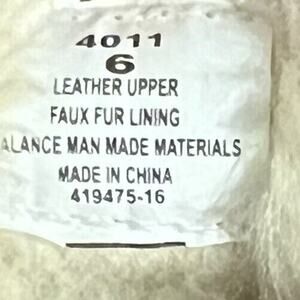 4011
6
LEATHER UPPER
FAUX FUR LINING
ALANCE MAN MADE MATERIALS
MADE IN CHINA
419475-16